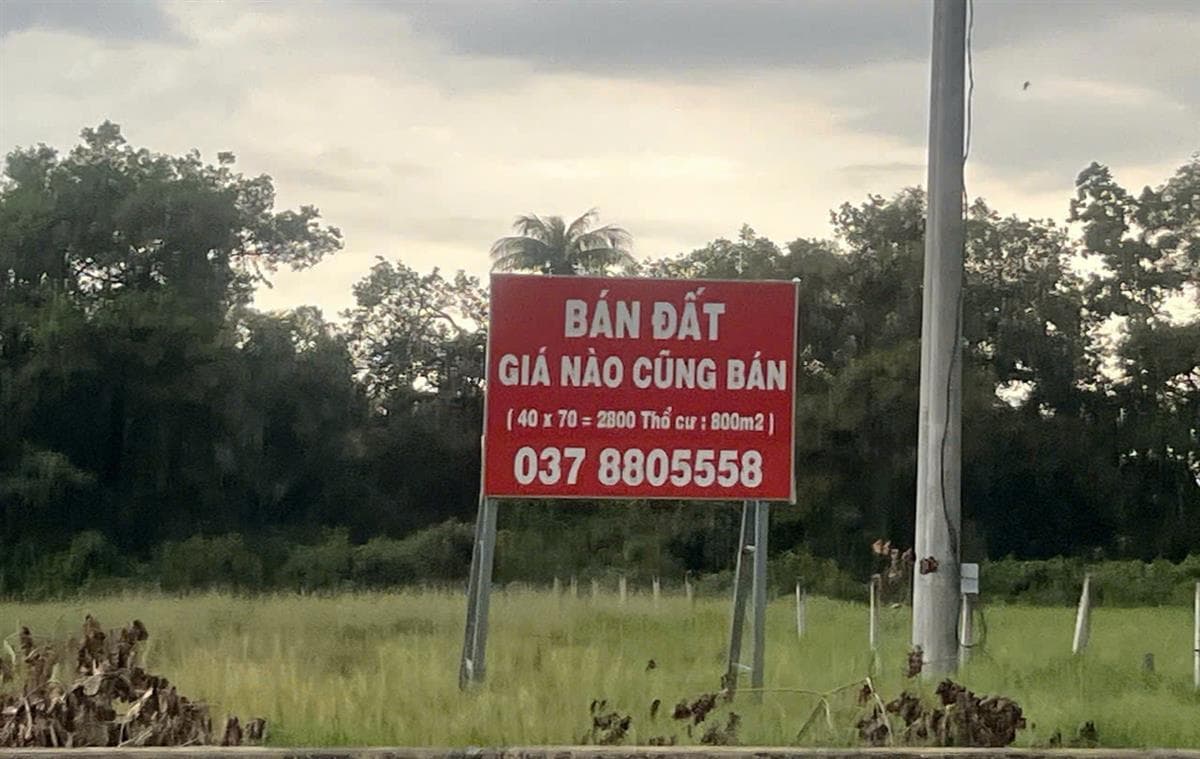 BÁN ĐẤT
GIÁ NÀO CŨNG BÁN
( 40 x 70 = 2800 Thổ cư : 800m2 )
037 8805558